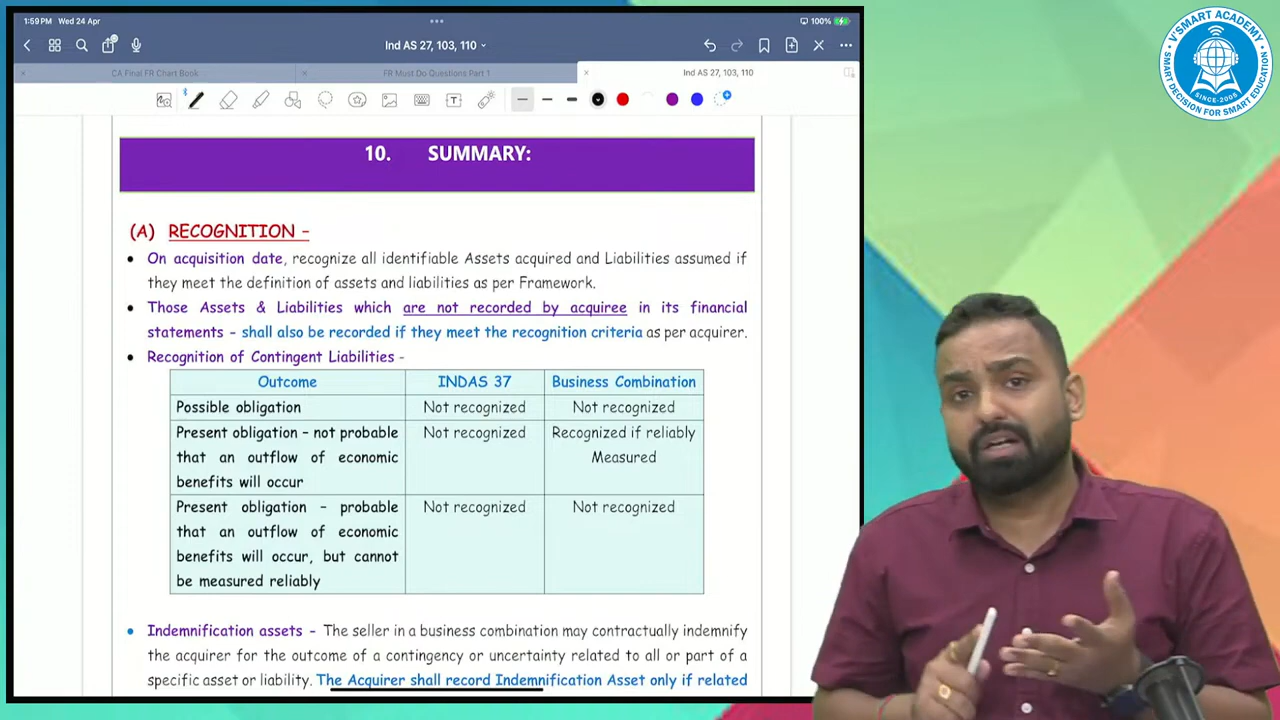 1:59 PM Wed 24 Apr
100%
Ind AS 27, 103, 110
CA Final FR Chart Book
FR Must Do Questions Part 1
Ind AS 27, 103, 110
10. SUMMARY:
(A) RECOGNITION –
• On acquisition date, recognize all identifiable Assets acquired and Liabilities assumed if
they meet the definition of assets and liabilities as per Framework.
• Those Assets & Liabilities which are not recorded by acquiree in its financial
statements – shall also be recorded if they meet the recognition criteria as per acquirer.
• Recognition of Contingent Liabilities -
Outcome INDAS 37 Business Combination
Possible obligation Not recognized Not recognized
Present obligation – not probable Not recognized Recognized if reliably
that an outflow of economic Measured
benefits will occur
Present obligation – probable Not recognized Not recognized
that an outflow of economic
benefits will occur, but cannot
be measured reliably
• Indemnification assets – The seller in a business combination may contractually indemnify
the acquirer for the outcome of a contingency or uncertainty related to all or part of a
specific asset or liability. The Acquirer shall record Indemnification Asset only if related
V'SMART ACADEMY
SMART DECISION FOR SMART EDUCATION
SINCE-2005